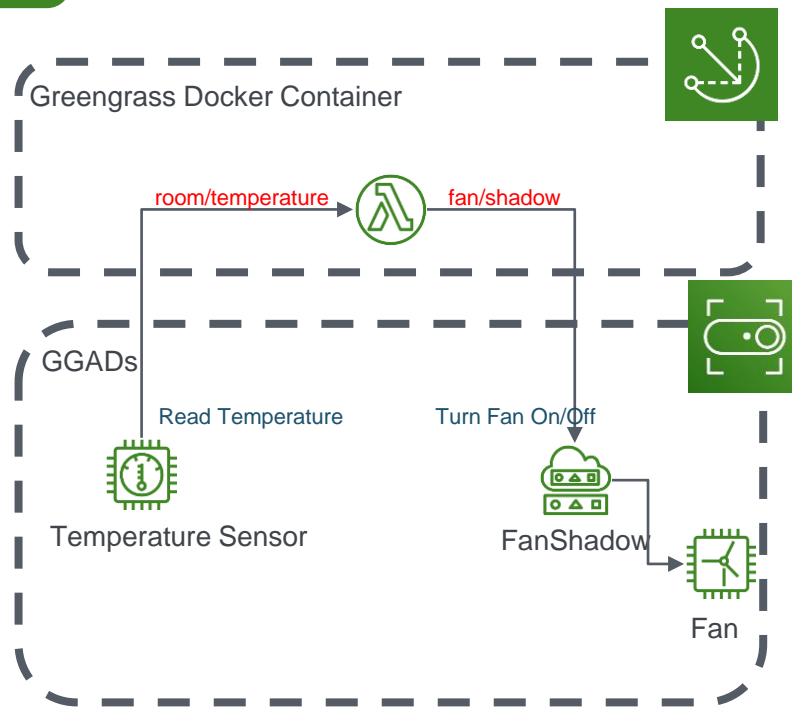 Greengrass Docker Container
room/temperature
fan/shadow
GGADs
Read Temperature
Turn Fan On/Off
Temperature Sensor
FanShadow
Fan